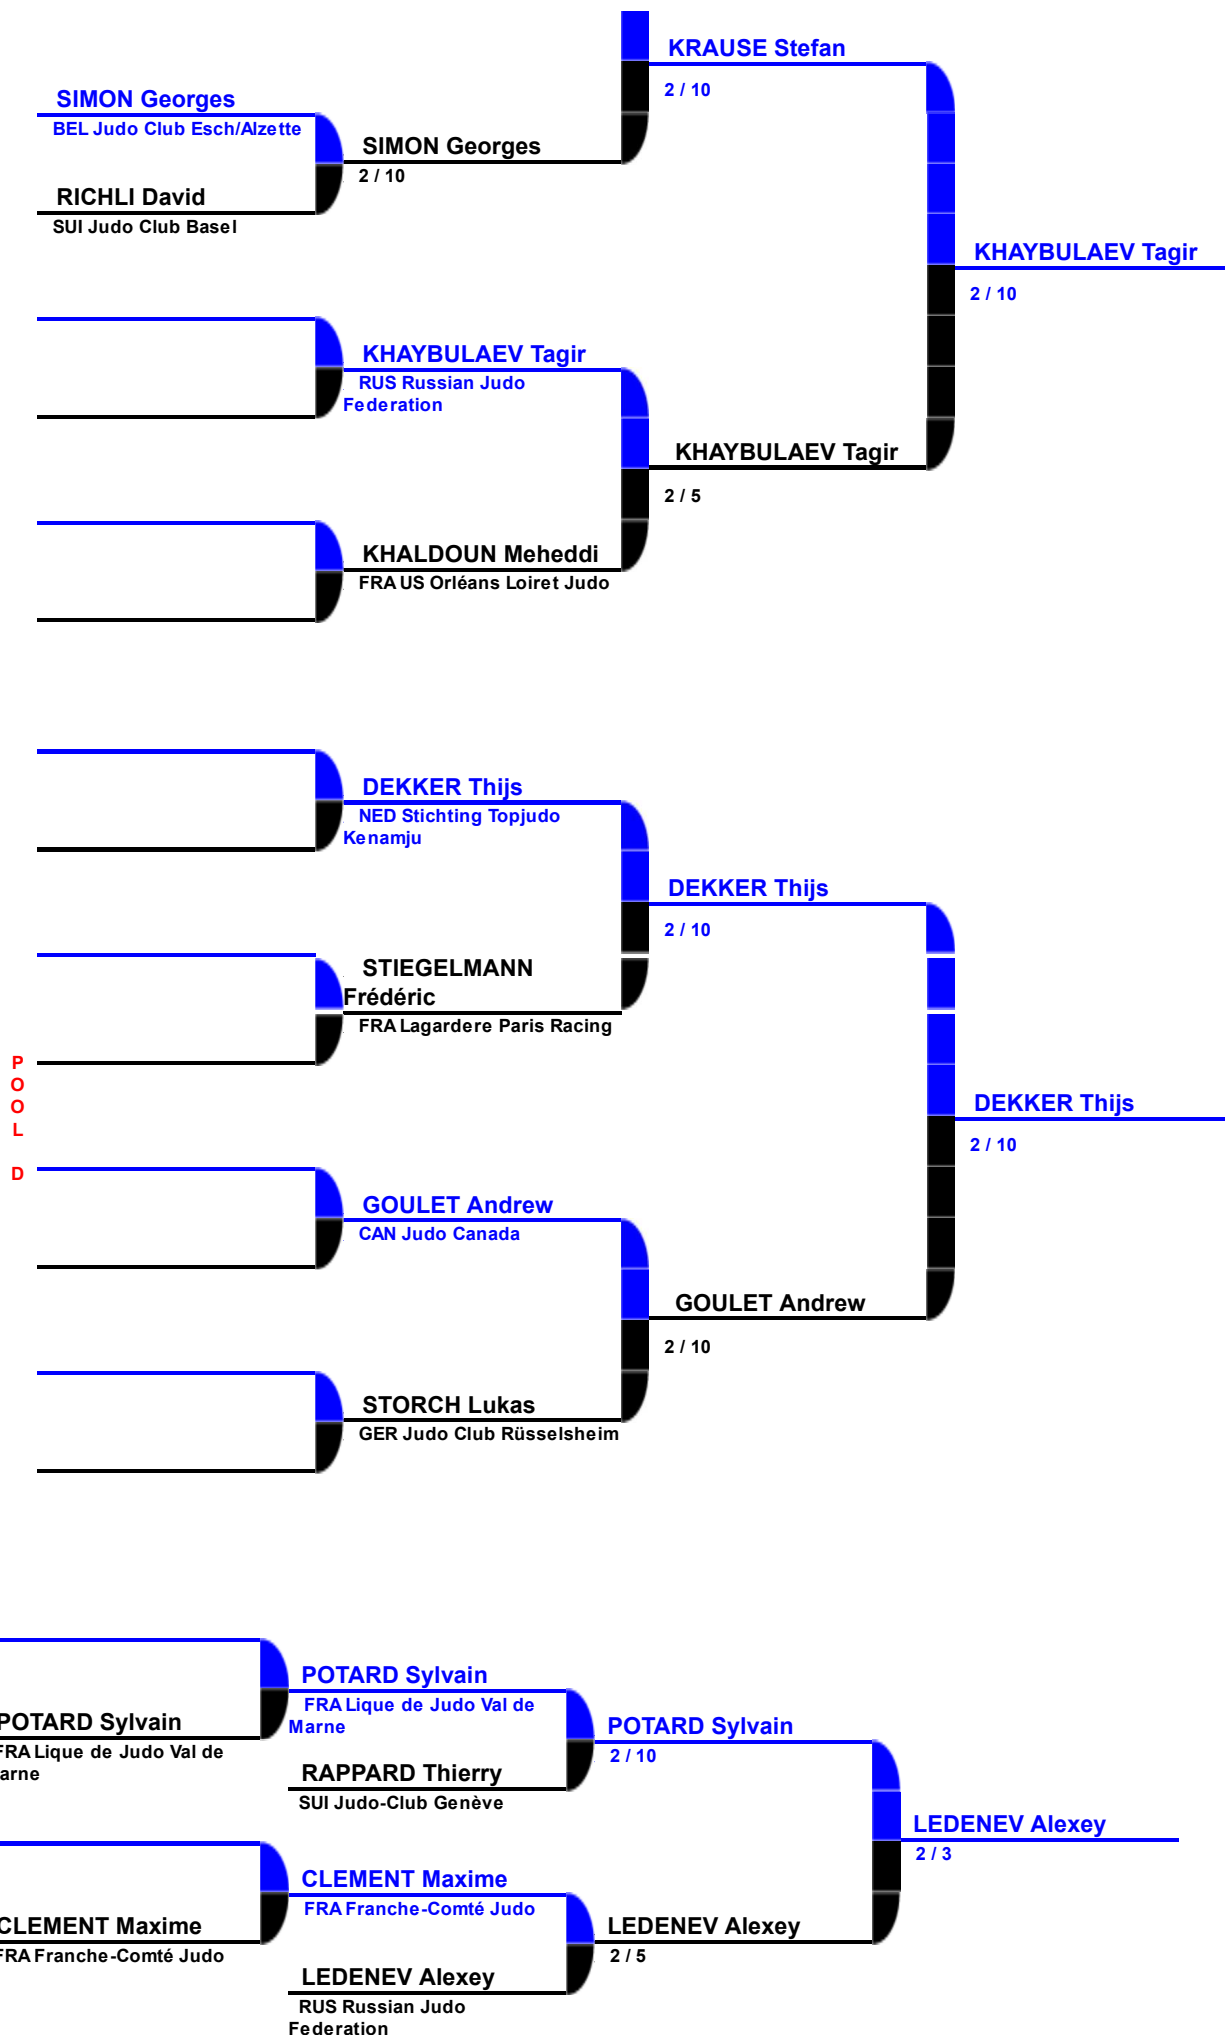 KRAUSE Stefan
2 / 10
SIMON Georges
BEL Judo Club Esch/Alzette
SIMON Georges
2 / 10
RICHLI David
SUI Judo Club Basel
KHAYBULAEV Tagir
2 / 10
KHAYBULAEV Tagir
RUS Russian Judo
Federation
KHAYBULAEV Tagir
2 / 5
KHALDOUN Meheddi
FRA US Orléans Loiret Judo
DEKKER Thijs
NED Stichting Topjudo
Kenamju
DEKKER Thijs
2 / 10
STIEGELMANN
Frédéric
FRA Lagardere Paris Racing
P
O
O
L
D
DEKKER Thijs
2 / 10
GOULET Andrew
CAN Judo Canada
GOULET Andrew
2 / 10
STORCH Lukas
GER Judo Club Rüsselsheim
POTARD Sylvain
FRA Lique de Judo Val de
Marne
POTARD Sylvain
FRA Lique de Judo Val de
arne
POTARD Sylvain
2 / 10
RAPPARD Thierry
SUI Judo-Club Genève
LEDENEV Alexey
2 / 3
CLEMENT Maxime
FRA Franche-Comté Judo
CLEMENT Maxime
FRA Franche-Comté Judo
LEDENEV Alexey
2 / 5
LEDENEV Alexey
RUS Russian Judo
Federation